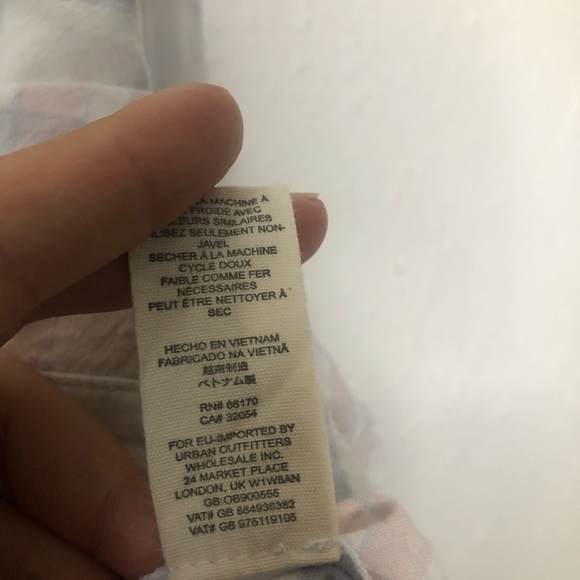 LA MACHINE À
FROIDE AVEC
LEURS SIMILAIRES
LISEZ SEULEMENT NON-
JAVEL
SECHER À LA MACHINE
CYCLE DOUX
FAIBLE COMME FER
NÉCESSAIRES
PEUT ÊTRE NETTOYER À
SEC
HECHO EN VIETNAM
FABRICADO NA VIETNÃ
越南制造
ベトナム製
RN# 66170
CA# 32054
FOR EU-IMPORTED BY
URBAN OUTFITTERS
WHOLESALE INC.
24 MARKET PLACE
LONDON, UK W1W8AN
GB:OB900555
VAT# GB 684936382
VAT# GB 975119105